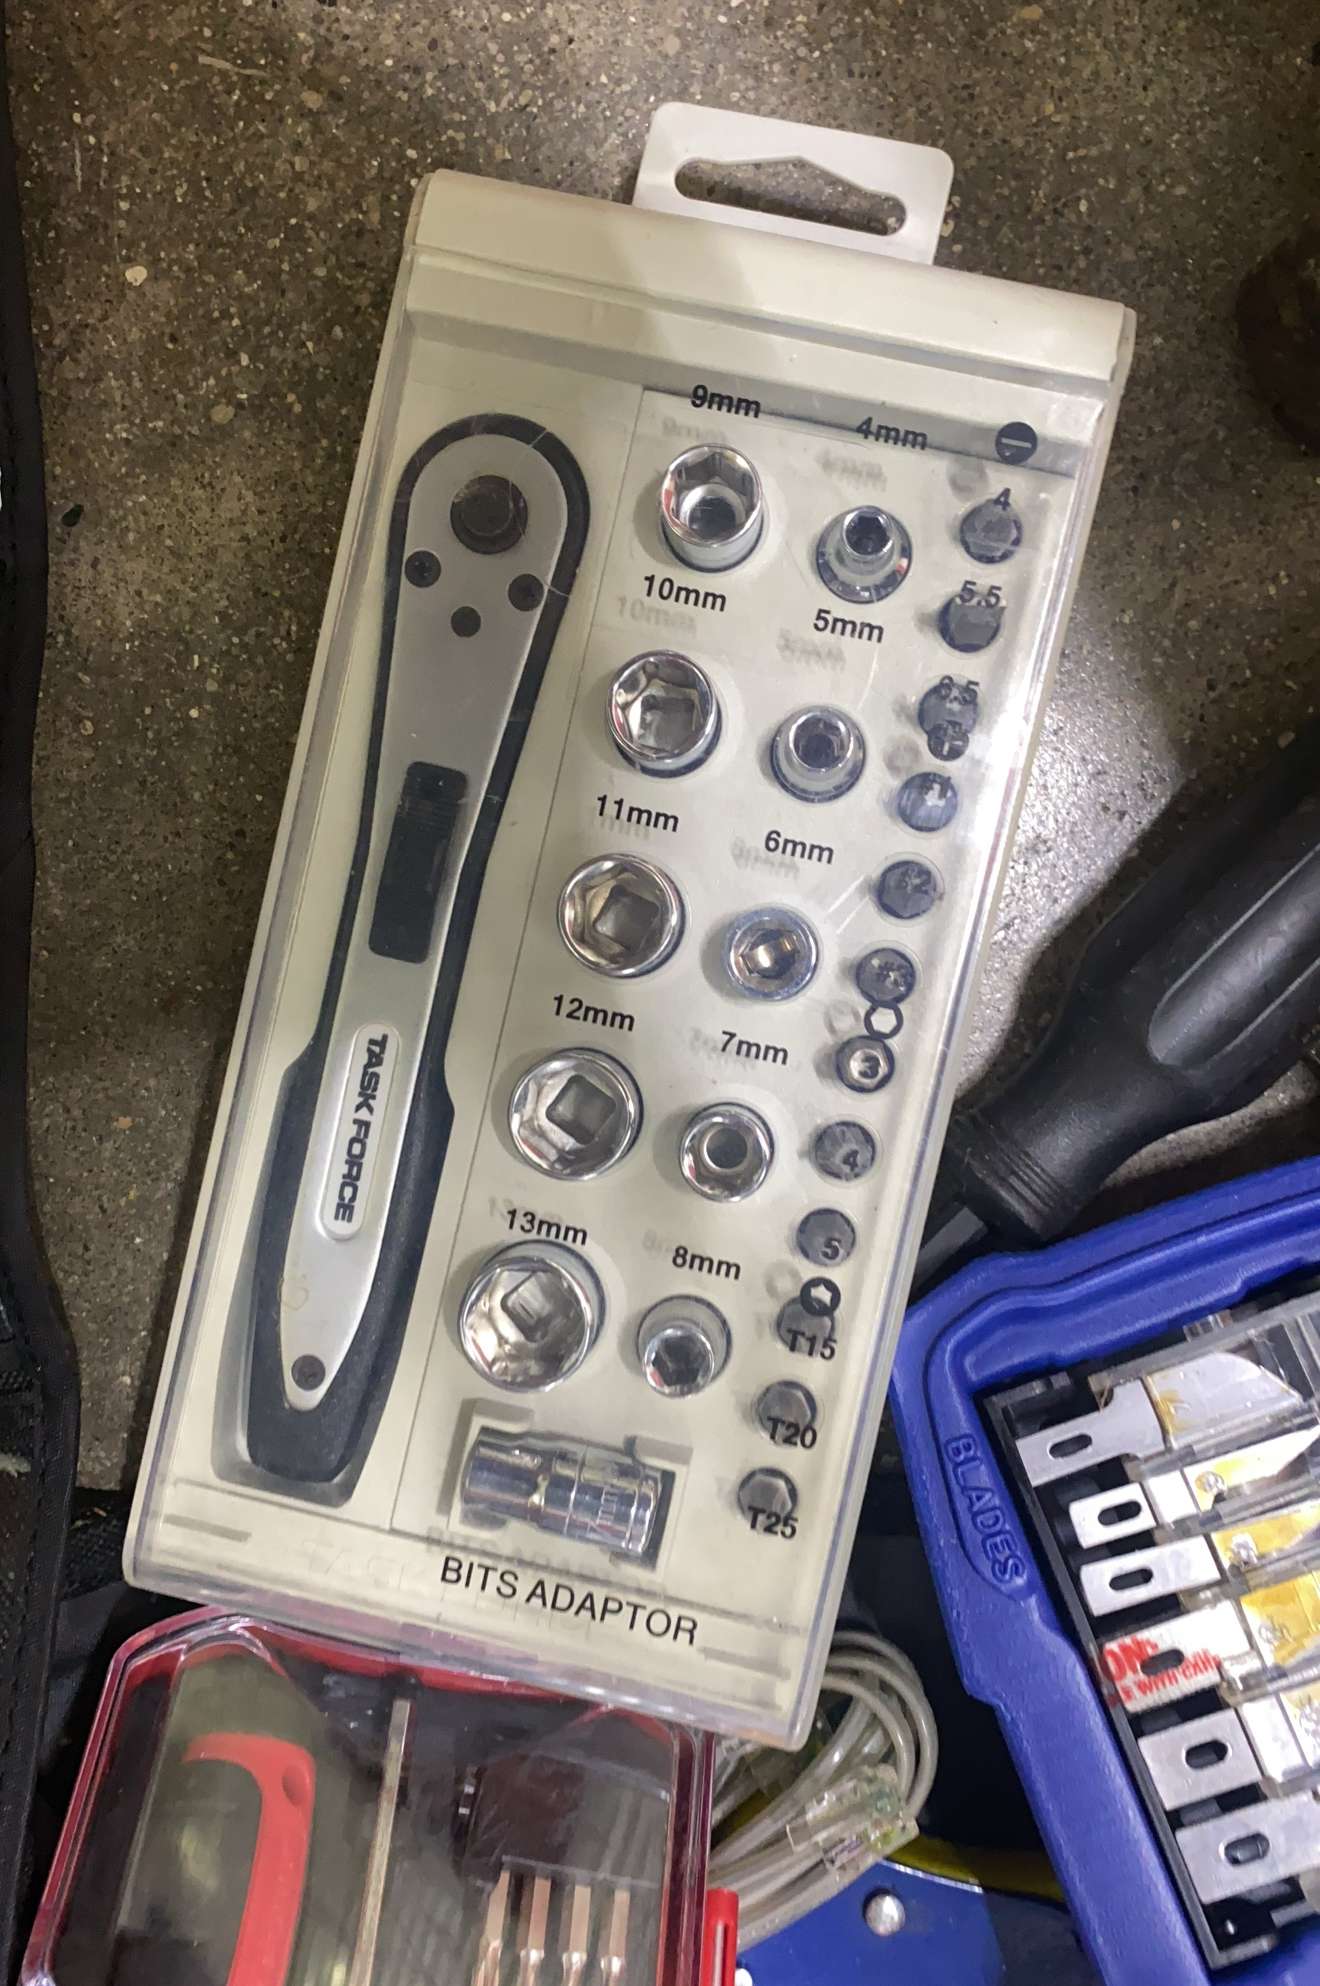 9mm
4mm
4
10mm
5mm
5.5
6.5
11mm
6mm
2
12mm
7mm
3
4
13mm
8mm
5
T15
T20
T25
TASK FORCE
BITS ADAPTOR
BLADES